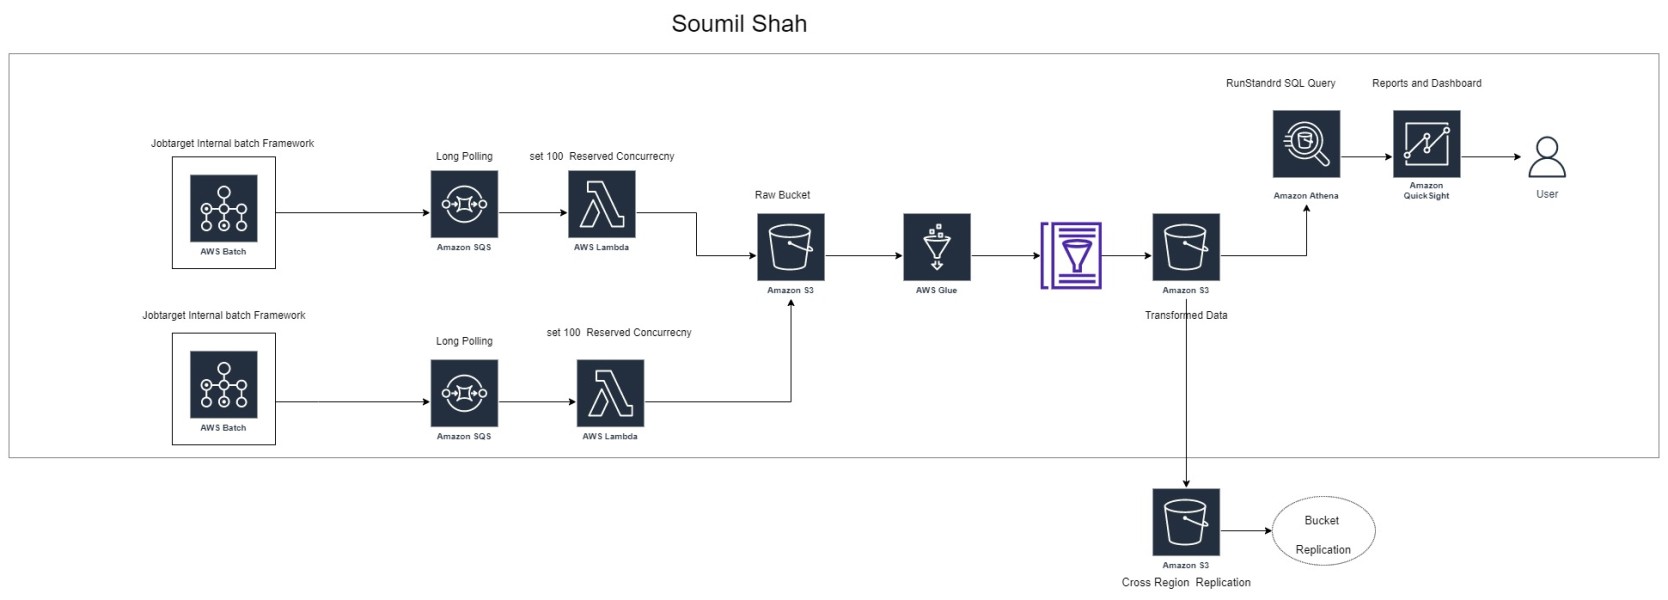 Soumil Shah
RunStandrd SQL Query
Reports and Dashboard
Jobtarget Internal batch Framework
Long Polling
set 100 Reserved Concurrecny
Raw Bucket
Amazon Athena
Amazon
QuickSight
User
AWS Batch
Amazon SQS
AWS Lambda
Amazon S3
AWS Glue
Amazon S3
Transformed Data
Jobtarget Internal batch Framework
Long Polling
set 100 Reserved Concurrecny
AWS Batch
Amazon SQS
AWS Lambda
Bucket
Replication
Amazon S3
Cross Region Replication